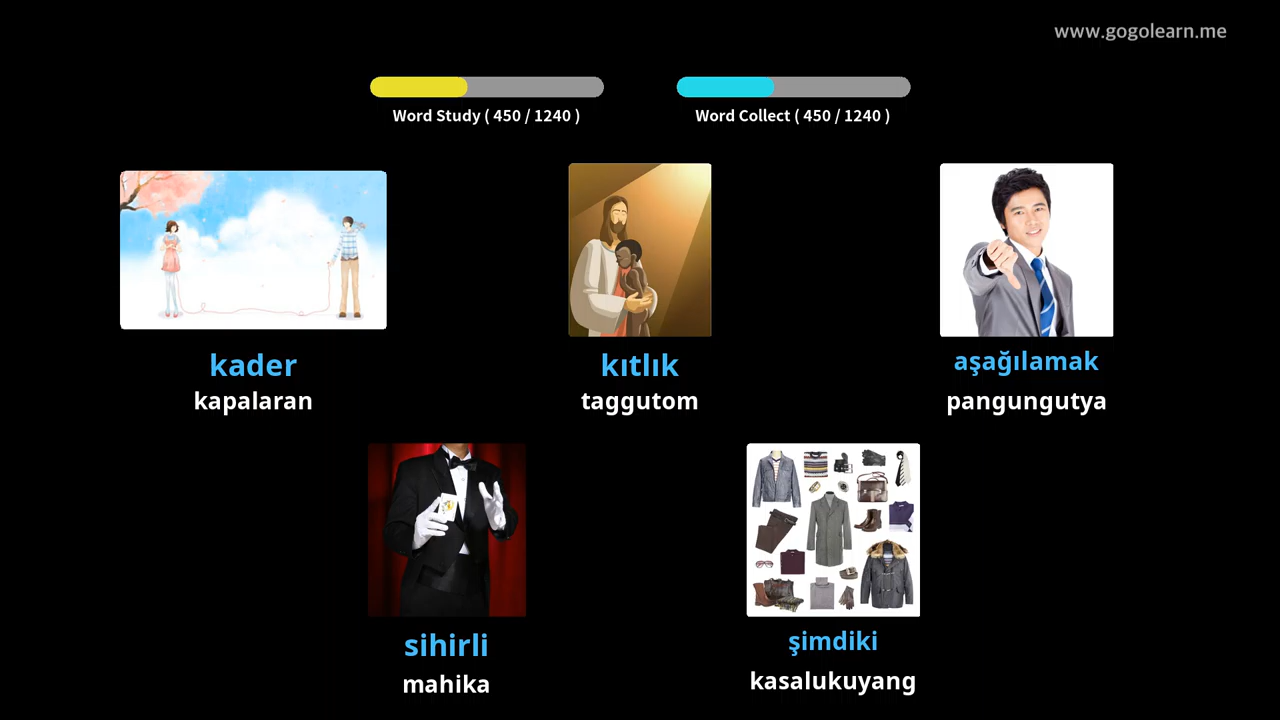 www.gogolearn.me
Word Study ( 450 / 1240 )
Word Collect ( 450 / 1240 )
kader
kapalaran
kıtlık
taggutom
aşağılamak
pangungutya
sihirli
mahika
şimdiki
kasalukuyang